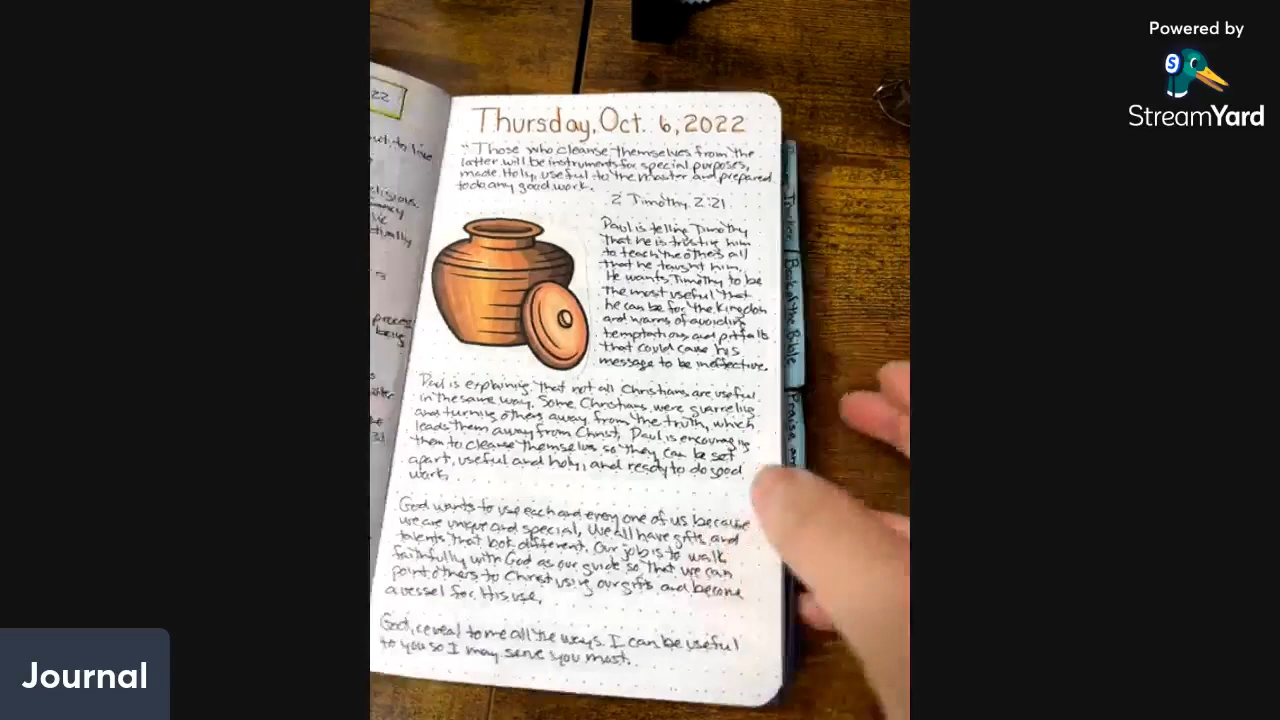 Powered by
StreamYard
Journal
22
Thursday, Oct. 6, 2022
"Those who cleanse themselves from the
latter will be instruments for special purposes,
made Holy, useful to the master and prepared
to do any good work.
2 Timothy 2:21
Paul is telling Timothy
that he is trusting him
to teach the others all
that he taught him.
He wants Timothy to be
the most useful that
he can be for the Kingdom
and warns of avoiding
temptations and pitfalls
that could cause his
message to be ineffective.
Paul is explaining that not all Christians are useful
in the same way. Some Christians were quarreling
and turning others away from the truth, which
leads them away from Christ. Paul is encouraging
them to cleanse themselves so they can be set
apart, useful and holy, and ready to do good
work.
God wants to use each and every one of us because
we are unique and special. We all have gifts and
talents that look different. Our job is to walk
faithfully with God as our guide so that we can
point others to Christ using our gifts and become
a vessel for His use.
God, reveal to me all the ways I can be useful
to you so I may serve you most.
Book of the Bible
Praise